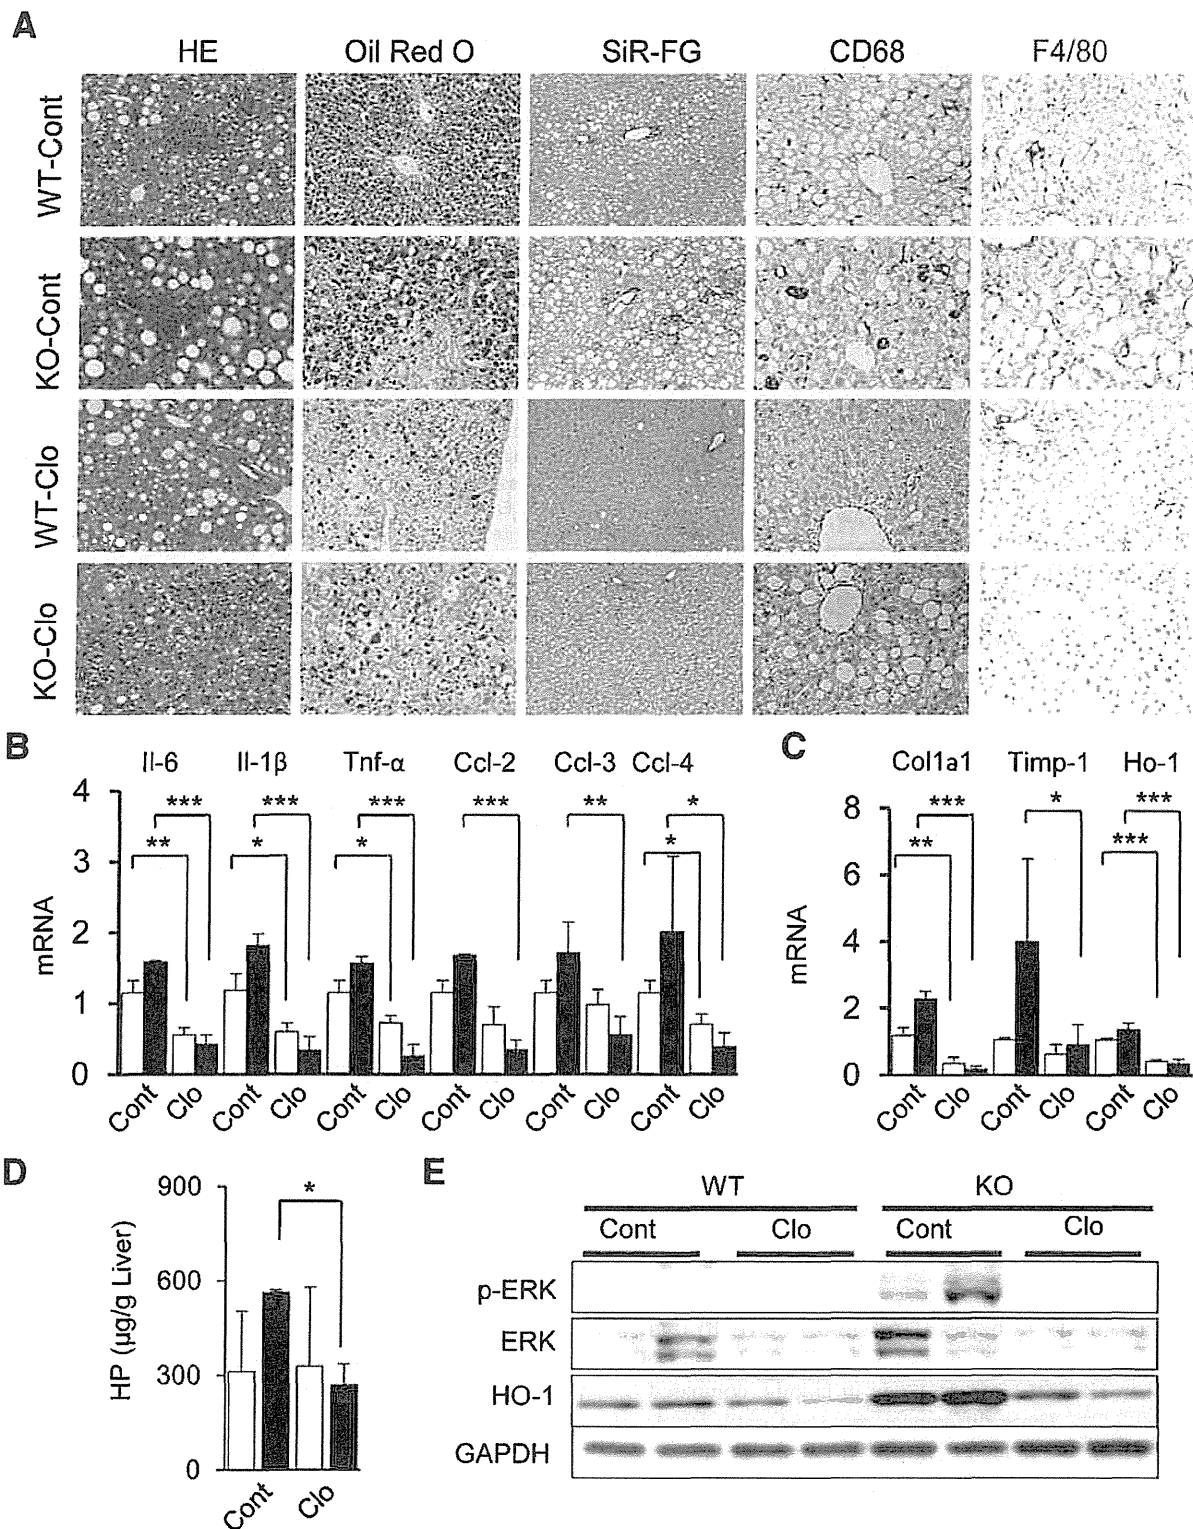 A
HE Oil Red O SiR-FG CD68 F4/80
WT-Cont
KO-Cont
WT-Clo
KO-Clo
B
Il-6 Il-1β Tnf-α Ccl-2 Ccl-3 Ccl-4
4
3
2
1
0
mRNA
*** *** *** *** ** *
** * * *
Cont Clo Cont Clo Cont Clo Cont Clo Cont Clo Cont Clo
C
Col1a1 Timp-1 Ho-1
8
6
4
2
0
mRNA
*** * ***
** ***
Cont Clo Cont Clo Cont Clo
D
900
600
300
0
HP (µg/g Liver)
*
Cont Clo
E
WT KO
Cont Clo Cont Clo
p-ERK
ERK
HO-1
GAPDH